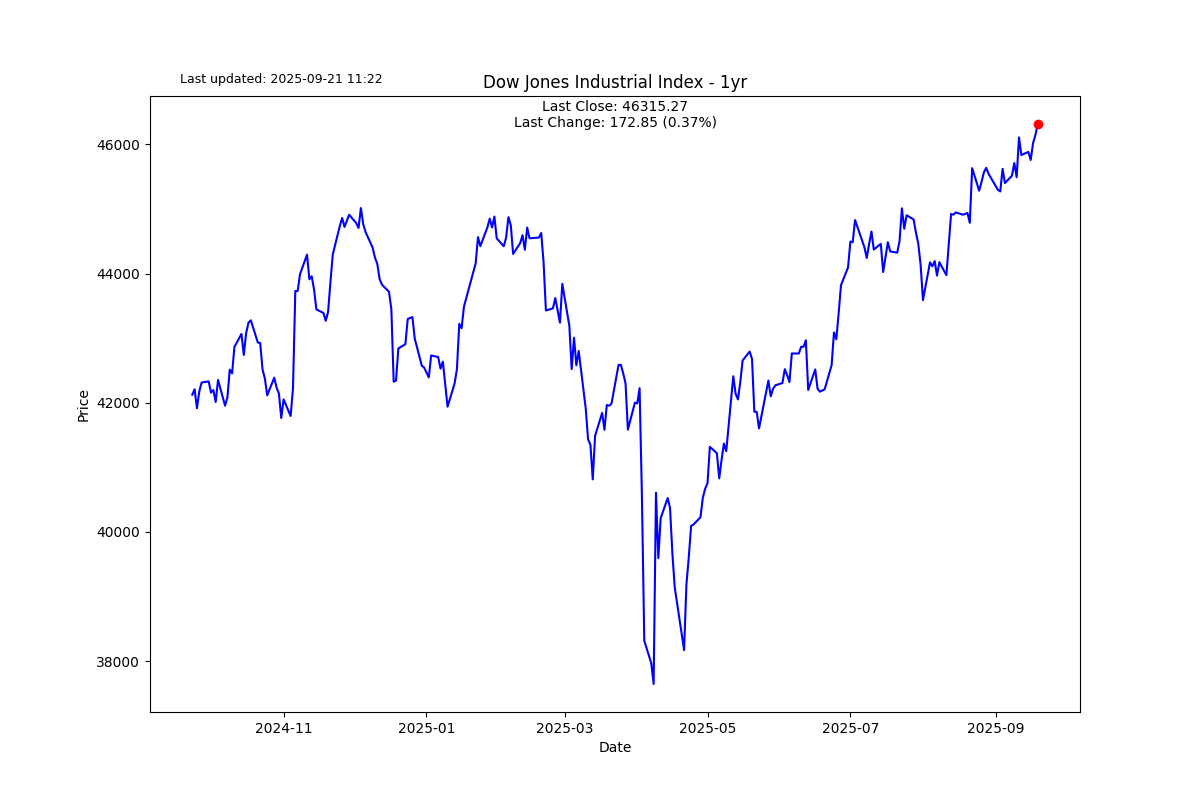 Last updated: 2025-09-21 11:22
Dow Jones Industrial Index - 1yr
Last Close: 46315.27
Last Change: 172.85 (0.37%)
46000
44000
42000
40000
38000
Price
2024-11
2025-01
2025-03
2025-05
2025-07
2025-09
Date